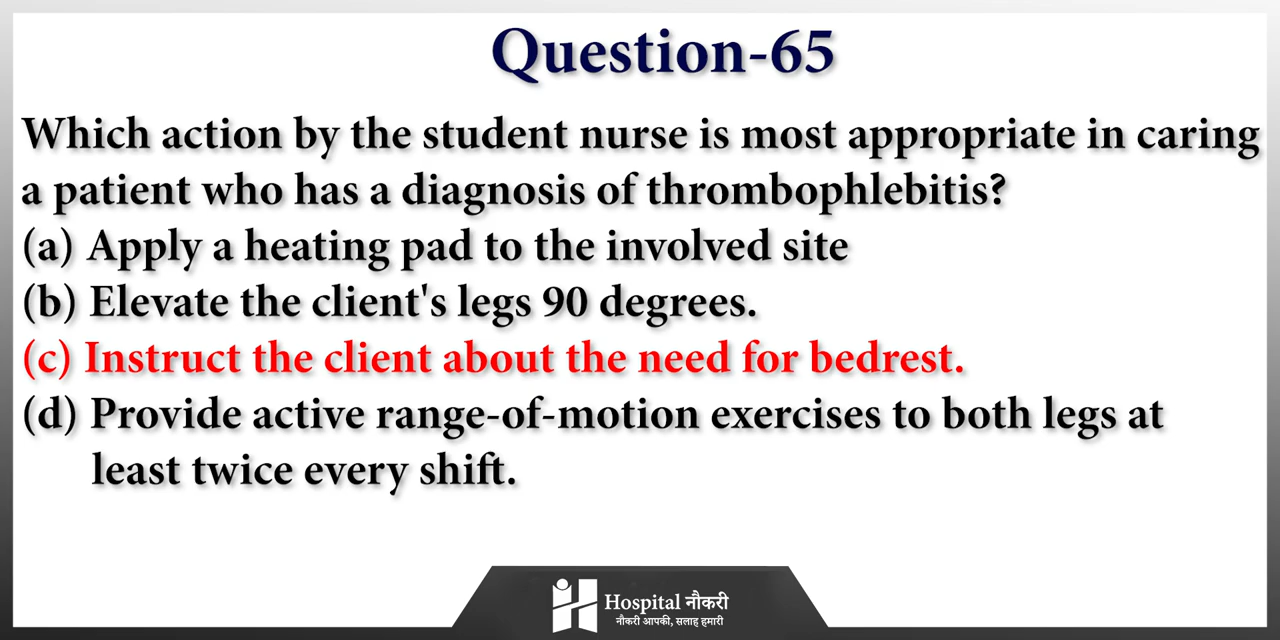 Question-65
Which action by the student nurse is most appropriate in caring
a patient who has a diagnosis of thrombophlebitis?
(a) Apply a heating pad to the involved site
(b) Elevate the client's legs 90 degrees.
(c) Instruct the client about the need for bedrest.
(d) Provide active range-of-motion exercises to both legs at
least twice every shift.
Hospital नौकरी
नौकरी आपकी, सलाह हमारी